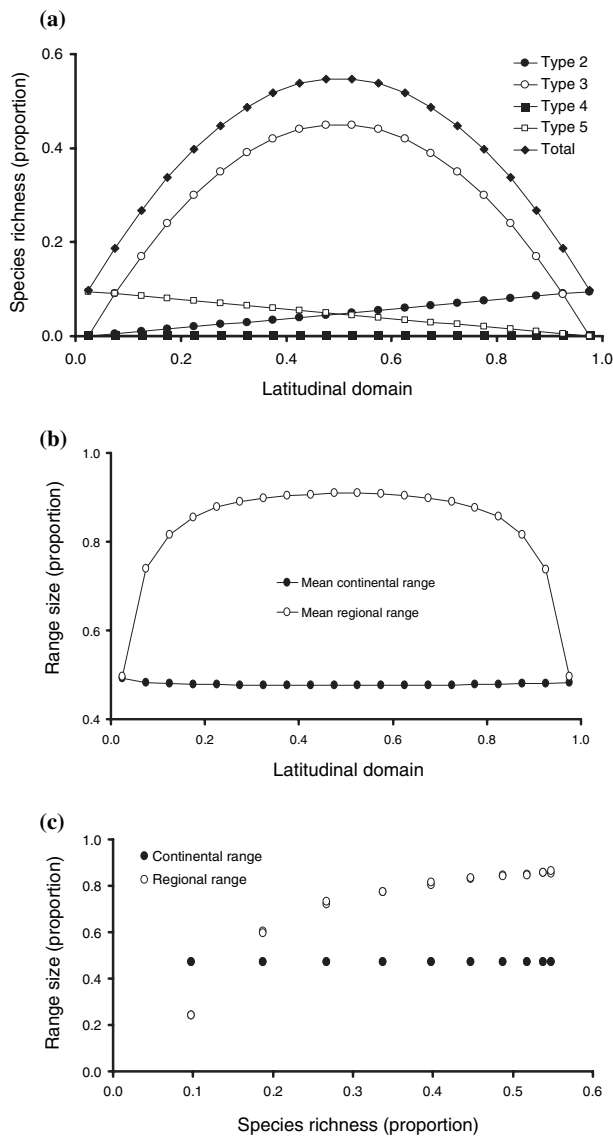 (a)
0.6
0.4
0.2
0.0
Species richness (proportion)
Type 2
Type 3
Type 4
Type 5
Total
0.0 0.2 0.4 0.6 0.8 1.0
Latitudinal domain
(b)
1.0
0.8
0.6
0.4
Range size (proportion)
Mean continental range
Mean regional range
0.0 0.2 0.4 0.6 0.8 1.0
Latitudinal domain
(c)
1.0
0.8
0.6
0.4
0.2
0.0
Range size (proportion)
Continental range
Regional range
0.0 0.1 0.2 0.3 0.4 0.5 0.6
Species richness (proportion)